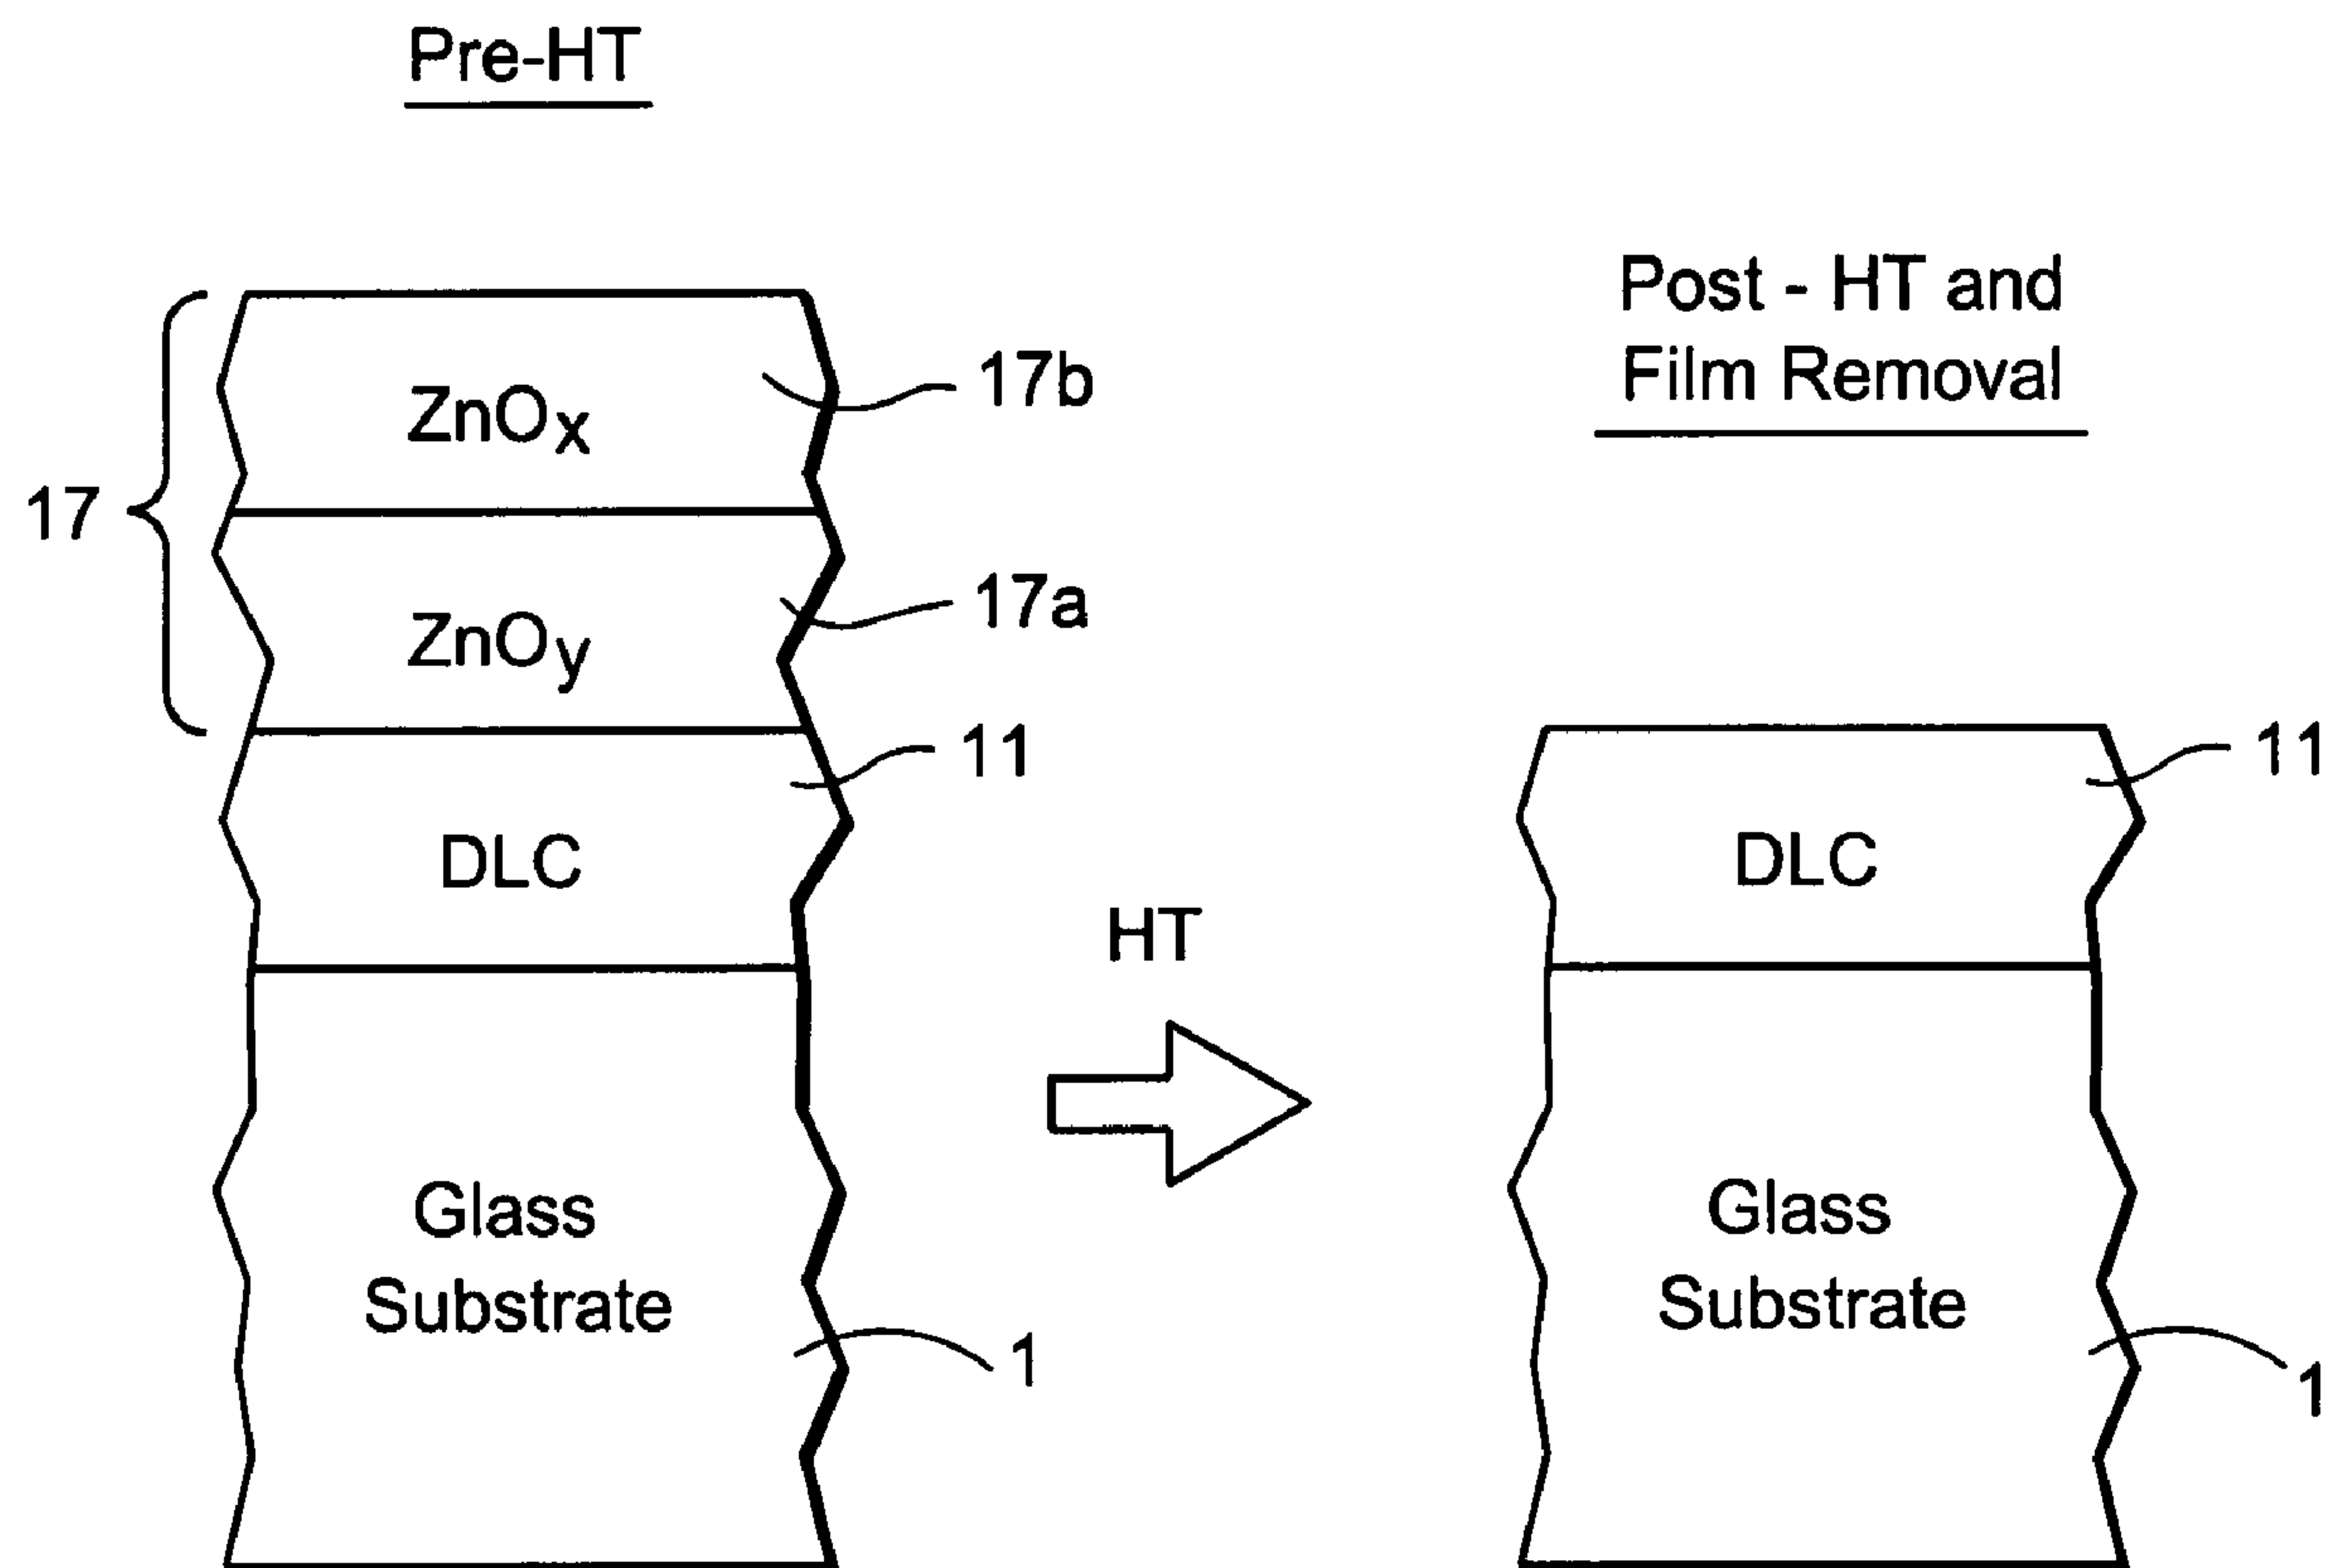 Pre-HT
Post - HT and
Film Removal
17
ZnOx
17b
ZnOy
17a
11
DLC
HT
Glass
Substrate
1
11
DLC
Glass
Substrate
1